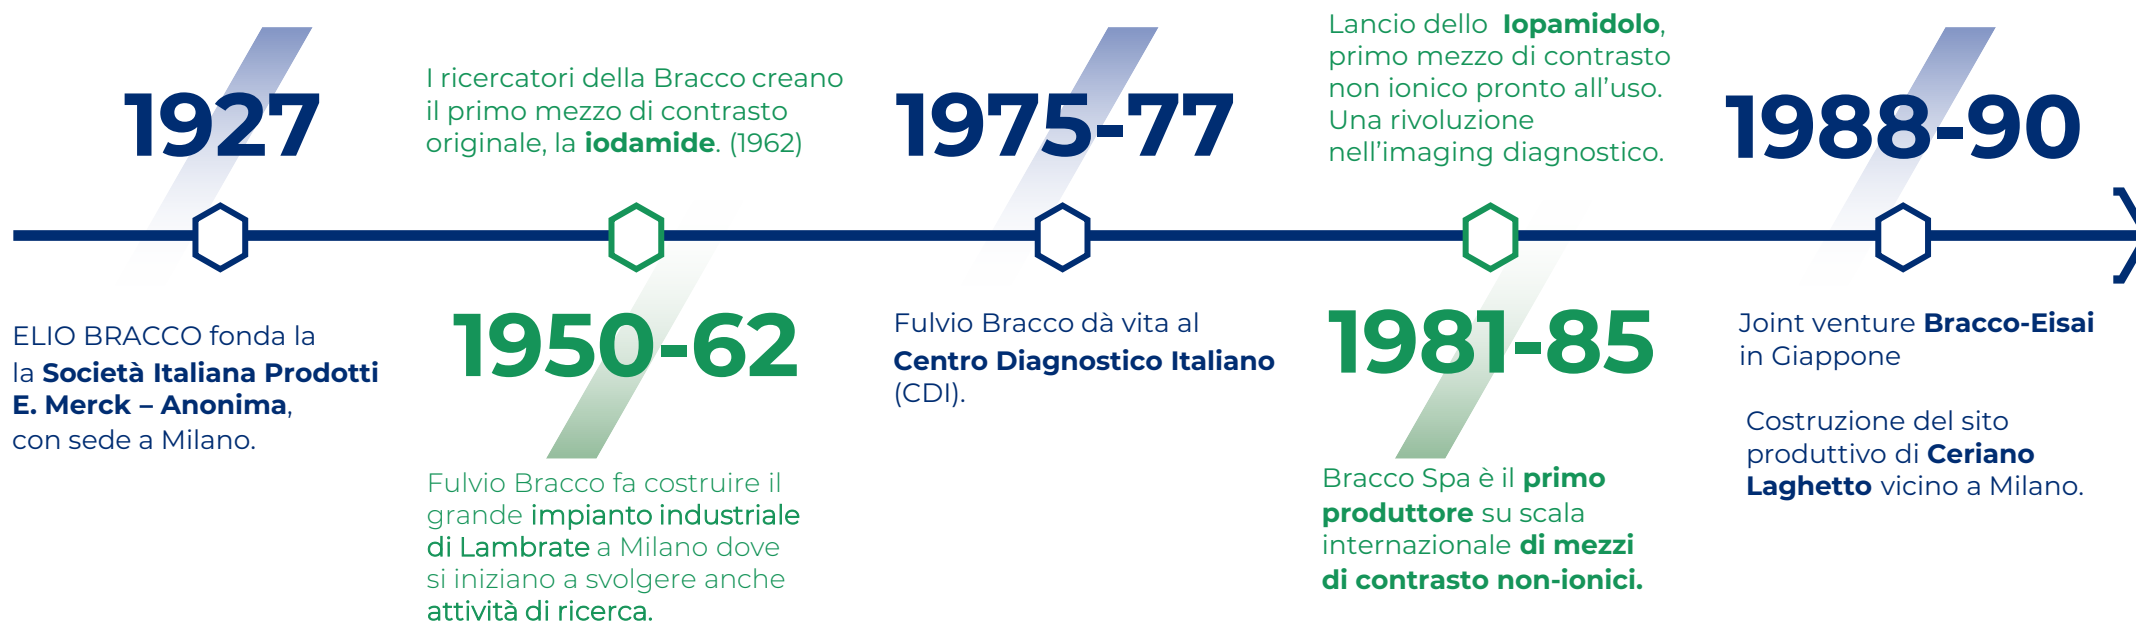 1927
ELIO BRACCO fonda la
la Società Italiana Prodotti
E. Merck – Anonima,
con sede a Milano.
I ricercatori della Bracco creano
il primo mezzo di contrasto
originale, la iodamide. (1962)
1950-62
Fulvio Bracco fa costruire il
grande impianto industriale
di Lambrate a Milano dove
si iniziano a svolgere anche
attività di ricerca.
1975-77
Fulvio Bracco dà vita al
Centro Diagnostico Italiano
(CDI).
Lancio dello Iopamidolo,
primo mezzo di contrasto
non ionico pronto all’uso.
Una rivoluzione
nell’imaging diagnostico.
1981-85
Bracco Spa è il primo
produttore su scala
internazionale di mezzi
di contrasto non-ionici.
1988-90
Joint venture Bracco-Eisai
in Giappone
Costruzione del sito
produttivo di Ceriano
Laghetto vicino a Milano.